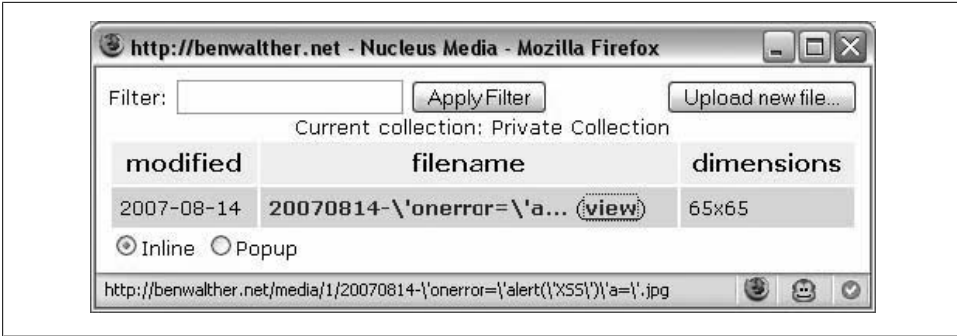 http://benwalther.net - Nucleus Media - Mozilla Firefox
Filter: Apply Filter Upload new file...
Current collection: Private Collection
modified filename dimensions
2007-08-14 20070814-\'onerror=\'a... (view) 65x65
Inline Popup
http://benwalther.net/media/1/20070814-\'onerror=\'alert(\'XSS\')\'a=\'.jpg